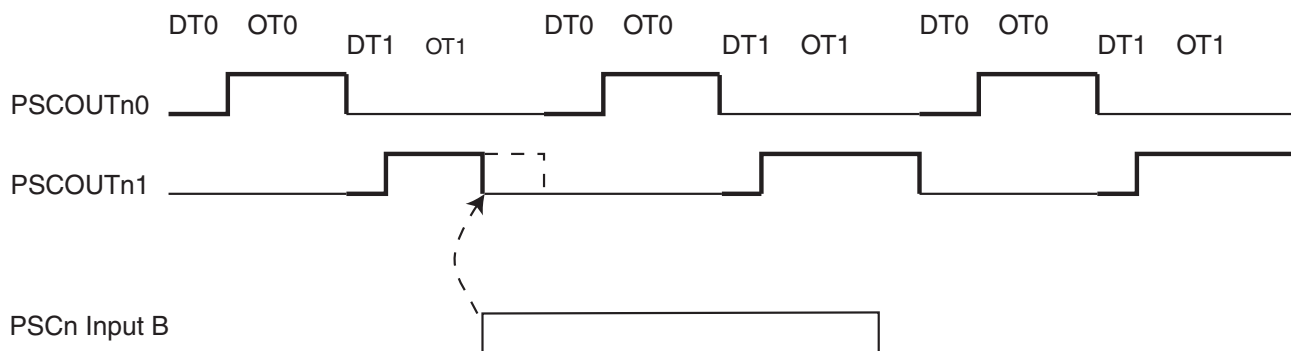 DT0 OT0 DT1 OT1 DT0 OT0 DT1 OT1 DT0 OT0 DT1 OT1
PSCOUTn0
PSCOUTn1
PSCn Input B